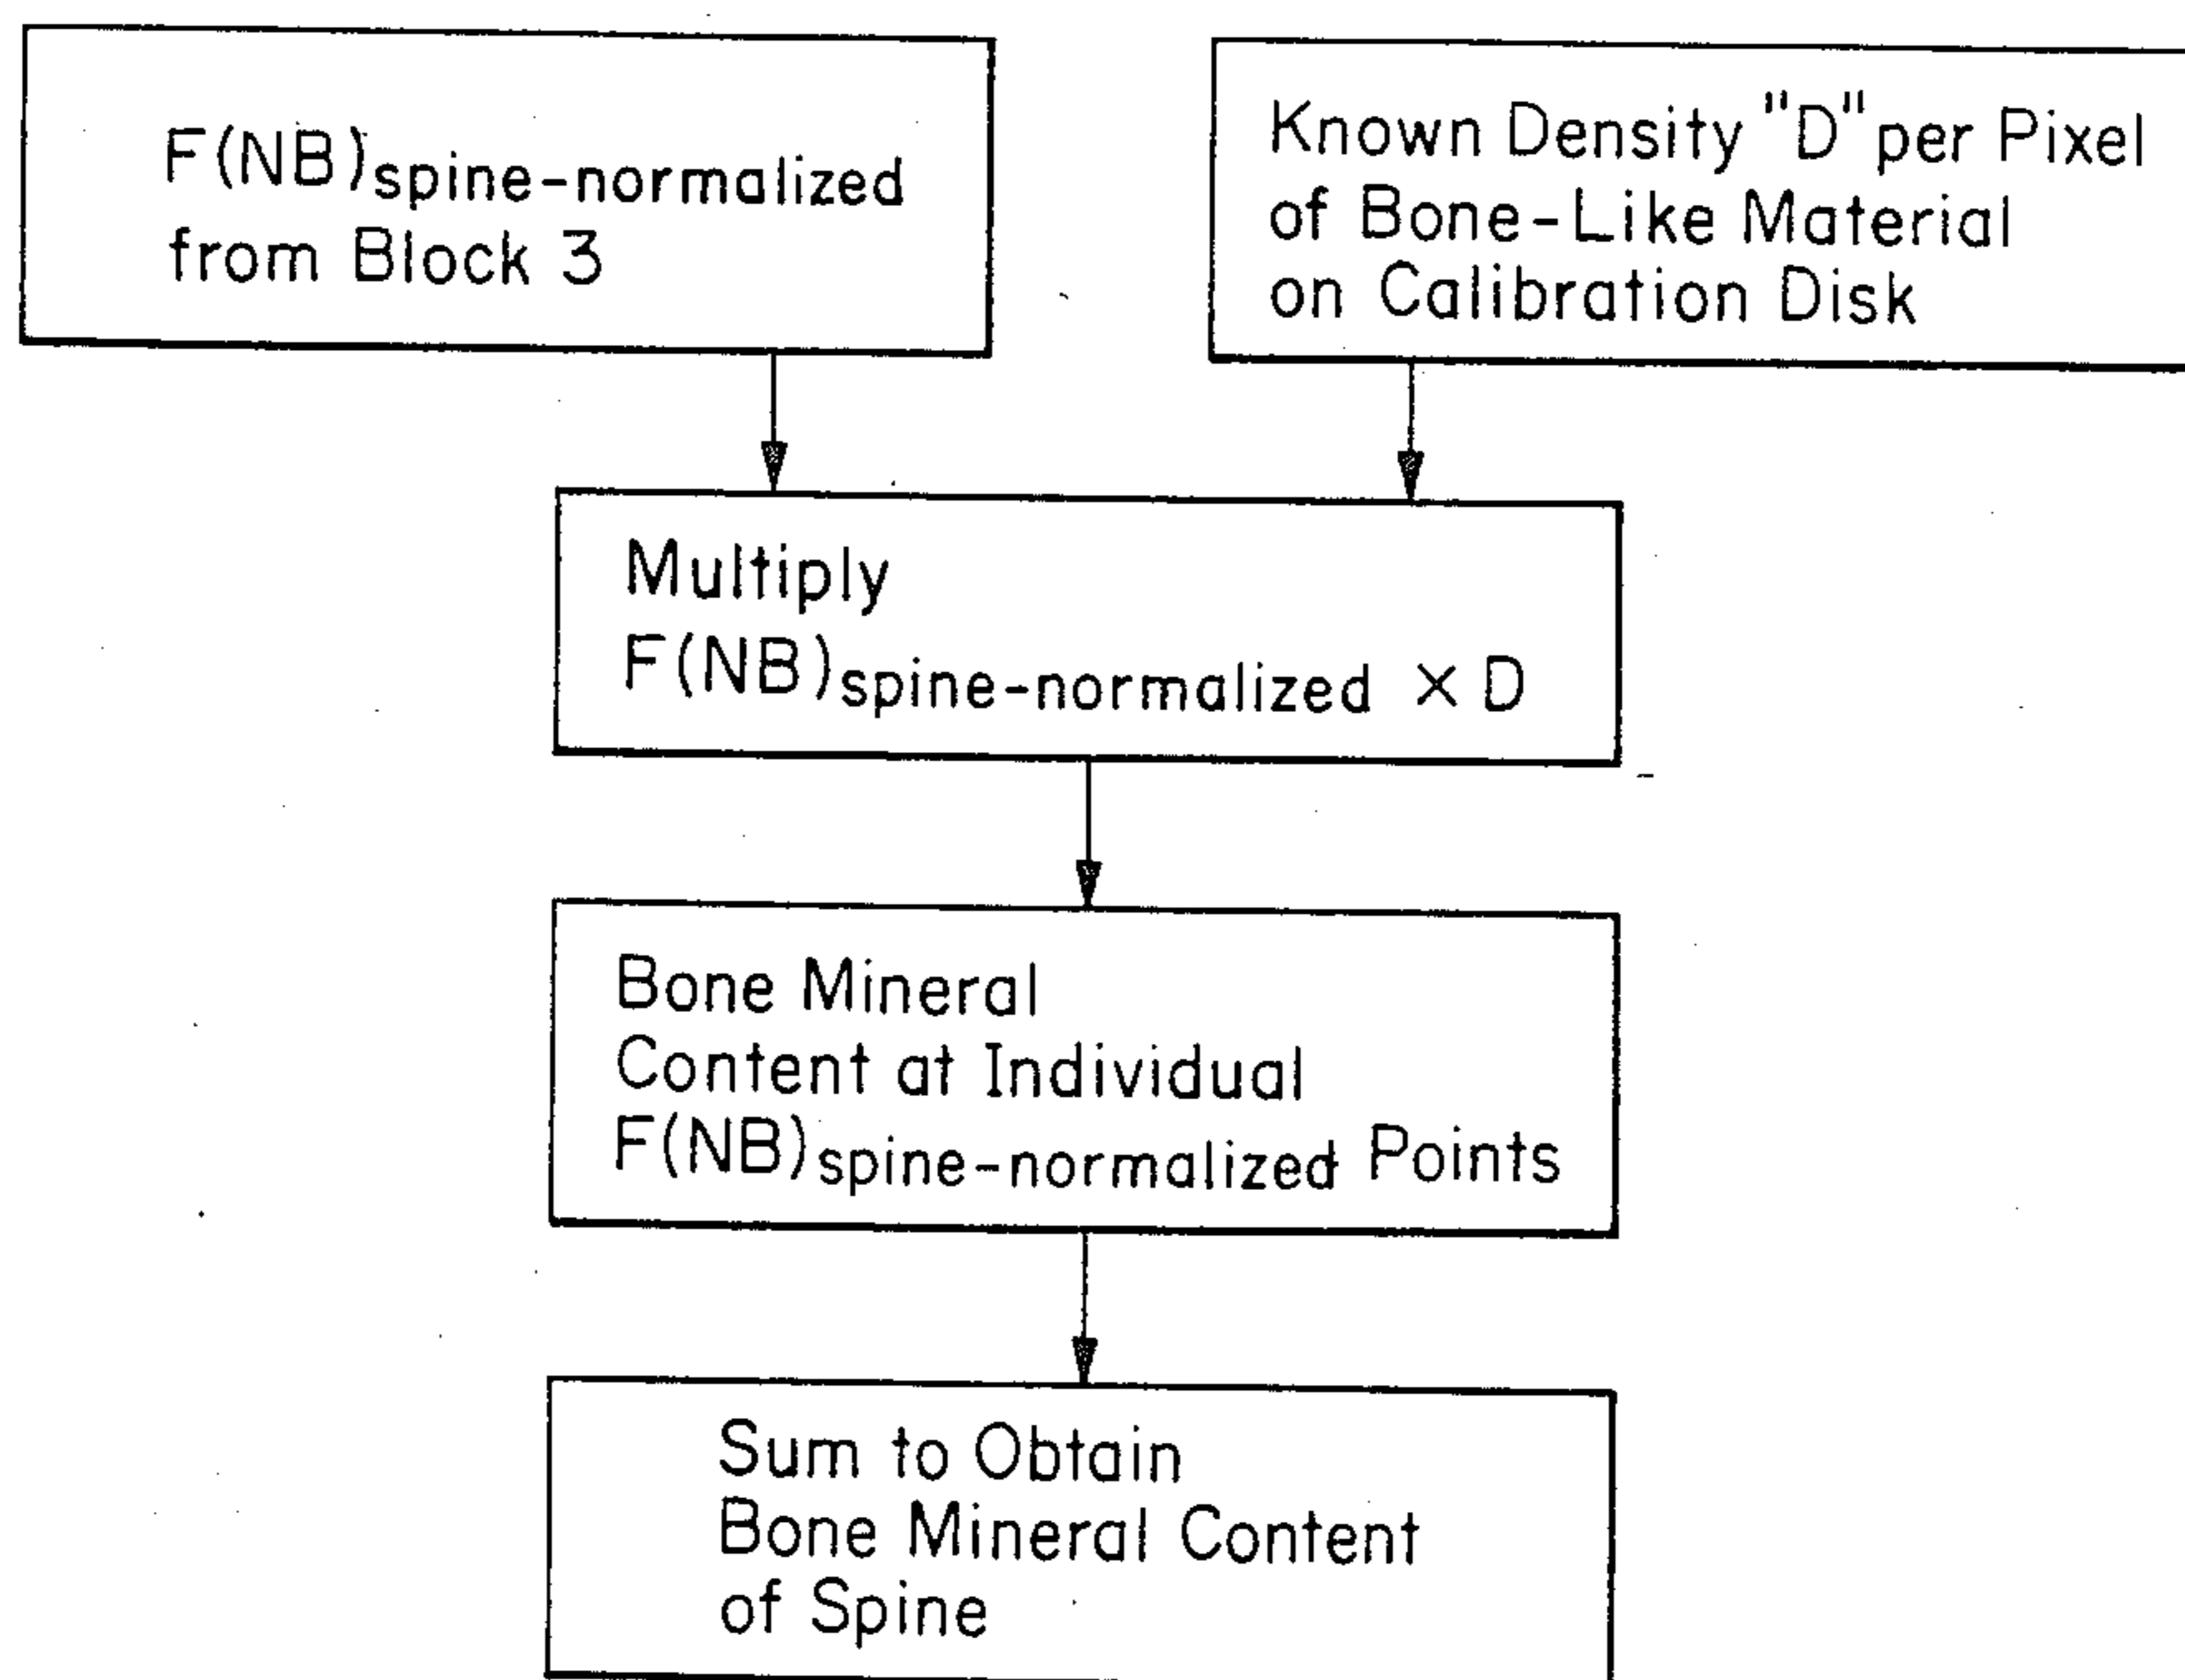 F(NB)spine-normalized
from Block 3
Known Density "D" per Pixel
of Bone-Like Material
on Calibration Disk
Multiply
F(NB)spine-normalized × D
Bone Mineral
Content at Individual
F(NB)spine-normalized Points
Sum to Obtain
Bone Mineral Content
of Spine